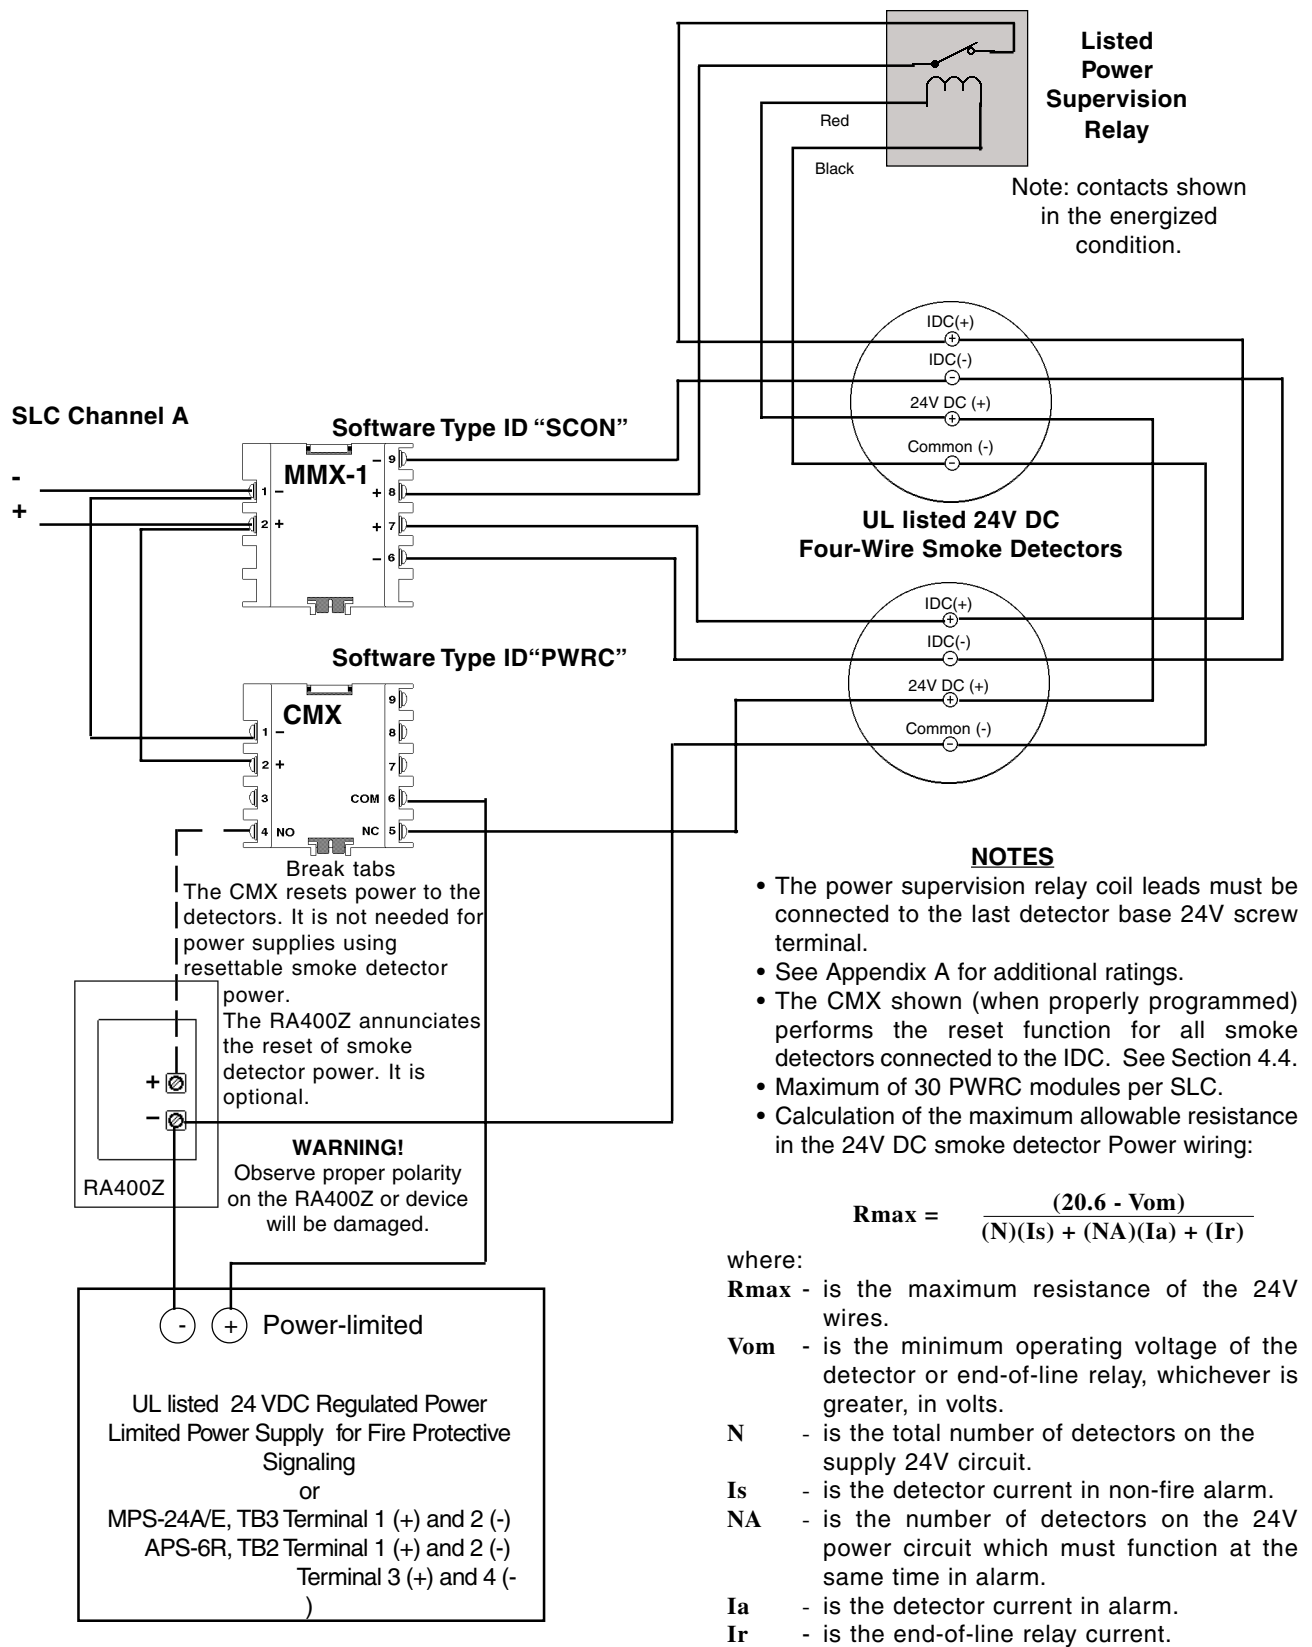 Listed
Power
Supervision
Relay
Red
Black
Note: contacts shown
in the energized
condition.
IDC(+)
+
IDC(-)
-
24V DC (+)
+
Common (-)
-
SLC Channel A
-
+
Software Type ID “SCON”
MMX-1
1 -
2 +
- 9
+ 8
+ 7
- 6
UL listed 24V DC
Four-Wire Smoke Detectors
IDC(+)
+
IDC(-)
-
24V DC (+)
+
Common (-)
-
Software Type ID“PWRC”
CMX
1 -
2 +
3
4 NO
9
8
7
COM 6
NC 5
Break tabs
The CMX resets power to the
detectors. It is not needed for
power supplies using
resettable smoke detector
power.
The RA400Z annunciates
the reset of smoke
detector power. It is
optional.
+
-
RA400Z
WARNING!
Observe proper polarity
on the RA400Z or device
will be damaged.
- + Power-limited
UL listed 24 VDC Regulated Power
Limited Power Supply for Fire Protective
Signaling
or
MPS-24A/E, TB3 Terminal 1 (+) and 2 (-)
APS-6R, TB2 Terminal 1 (+) and 2 (-)
Terminal 3 (+) and 4 (-
)
NOTES
• The power supervision relay coil leads must be
connected to the last detector base 24V screw
terminal.
• See Appendix A for additional ratings.
• The CMX shown (when properly programmed)
performs the reset function for all smoke
detectors connected to the IDC. See Section 4.4.
• Maximum of 30 PWRC modules per SLC.
• Calculation of the maximum allowable resistance
in the 24V DC smoke detector Power wiring:
Rmax = (20.6 - Vom)
(N)(Is) + (NA)(Ia) + (Ir)
where:
Rmax - is the maximum resistance of the 24V
wires.
Vom - is the minimum operating voltage of the
detector or end-of-line relay, whichever is
greater, in volts.
N - is the total number of detectors on the
supply 24V circuit.
Is - is the detector current in non-fire alarm.
NA - is the number of detectors on the 24V
power circuit which must function at the
same time in alarm.
Ia - is the detector current in alarm.
Ir - is the end-of-line relay current.